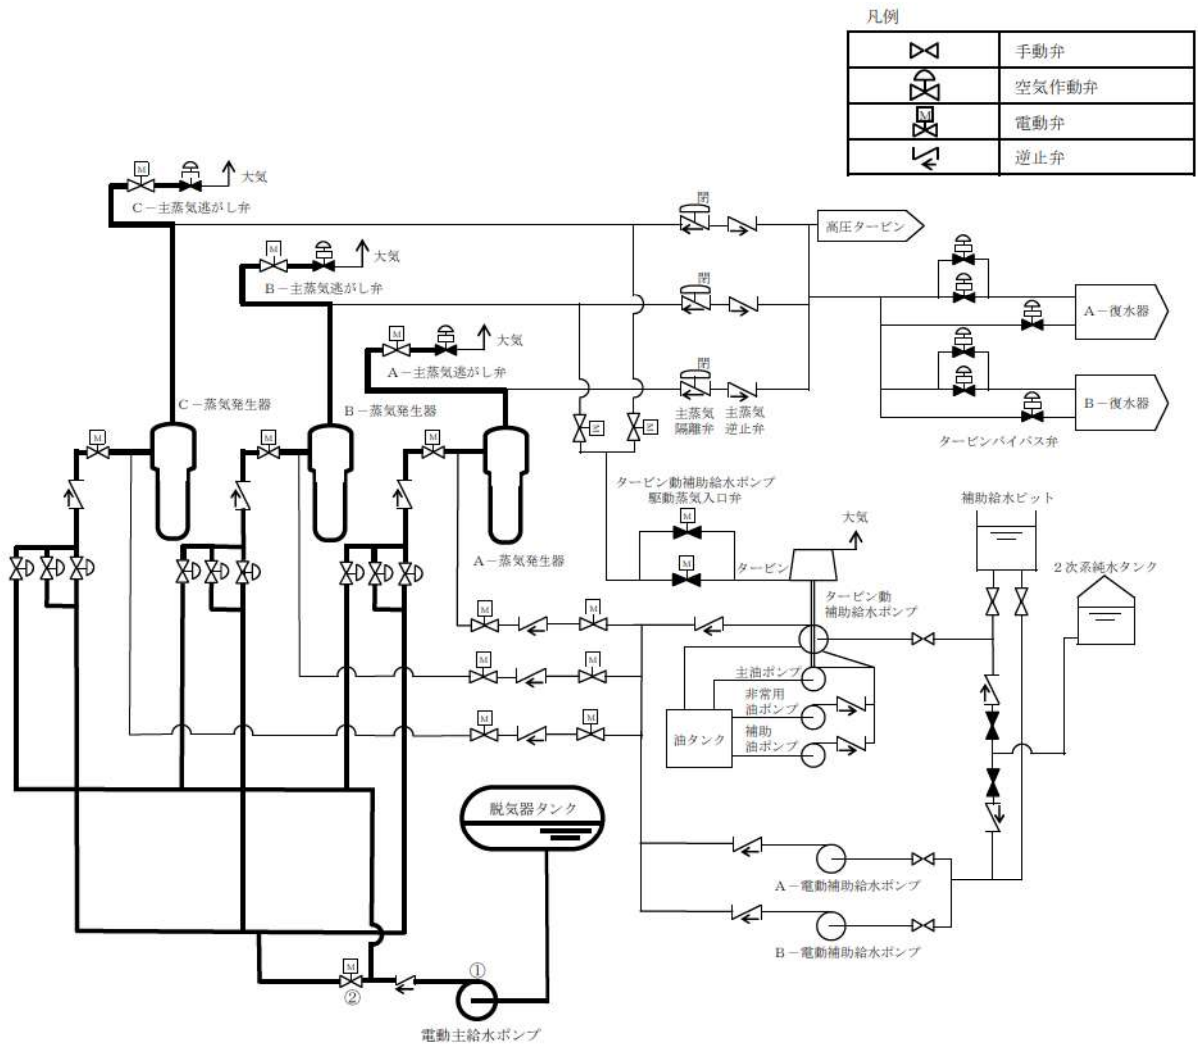 凡例
手動弁
空気作動弁
M
電動弁
逆止弁
M
大気
C－主蒸気逃がし弁
閉
高圧タービン
M
大気
B－主蒸気逃がし弁
閉
A－復水器
M
大気
A－主蒸気逃がし弁
閉
主蒸気
隔離弁
主蒸気
逆止弁
B－復水器
タービンバイパス弁
C－蒸気発生器
B－蒸気発生器
M
M
M
M
M
A－蒸気発生器
タービン動補助給水ポンプ
駆動蒸気入口弁
M
M
タービン
大気
補助給水ピット
２次系純水タンク
タービン動
補助給水ポンプ
M
M
M
M
M
M
主油ポンプ
非常用
油ポンプ
補助
油ポンプ
油タンク
脱気器タンク
A－電動補助給水ポンプ
B－電動補助給水ポンプ
M
②
①
電動主給水ポンプ